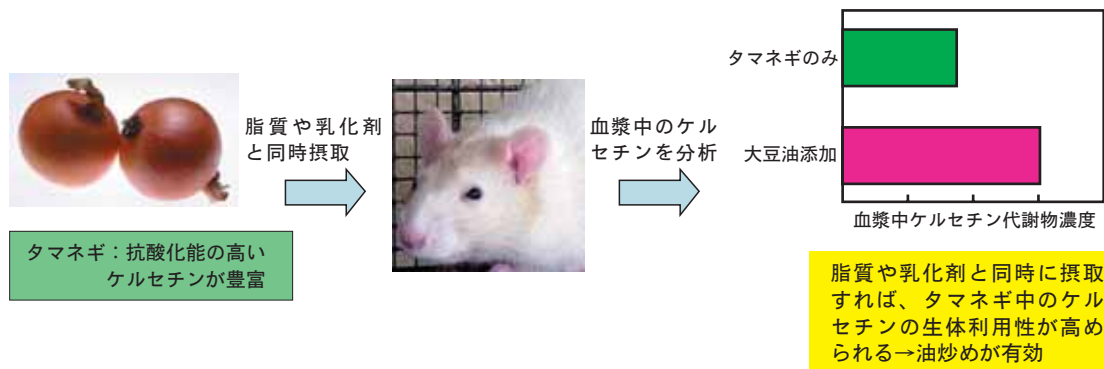 脂質や乳化剤
と同時摂取
タマネギ：抗酸化能の高い
ケルセチンが豊富
血漿中のケル
セチンを分析
タマネギのみ
大豆油添加
血漿中ケルセチン代謝物濃度
脂質や乳化剤と同時に摂取
すれば、タマネギ中のケル
セチンの生体利用性が高め
られる→油炒めが有効